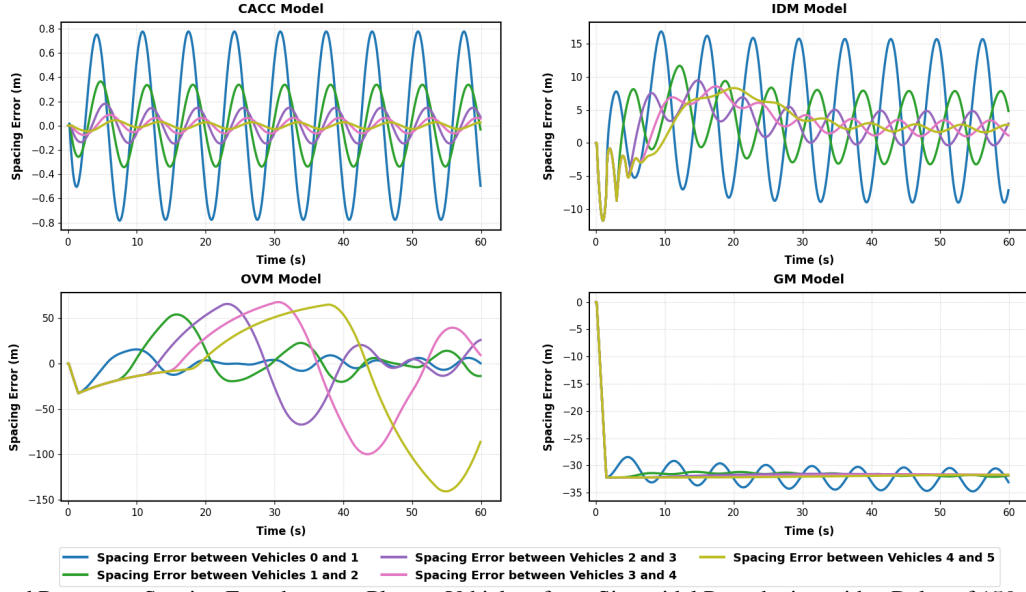 CACC Model
Spacing Error (m)
0.8
0.6
0.4
0.2
0.0
−0.2
−0.4
−0.6
−0.8
0 10 20 30 40 50 60
Time (s)
IDM Model
Spacing Error (m)
15
10
5
0
−5
−10
0 10 20 30 40 50 60
Time (s)
OVM Model
Spacing Error (m)
50
0
−50
−100
−150
0 10 20 30 40 50 60
Time (s)
GM Model
Spacing Error (m)
0
−5
−10
−15
−20
−25
−30
−35
0 10 20 30 40 50 60
Time (s)
Spacing Error between Vehicles 0 and 1
Spacing Error between Vehicles 1 and 2
Spacing Error between Vehicles 2 and 3
Spacing Error between Vehicles 3 and 4
Spacing Error between Vehicles 4 and 5